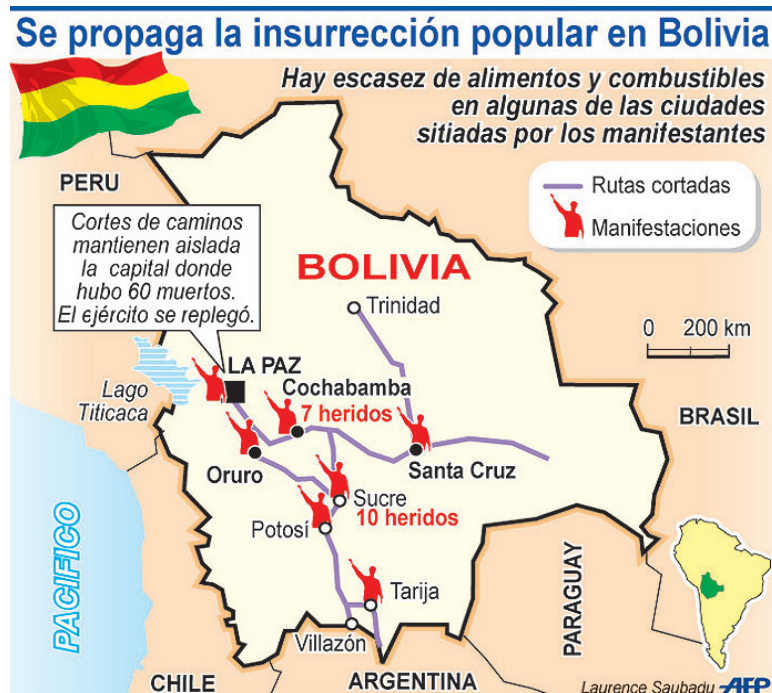 Se propaga la insurrección popular en Bolivia
Hay escasez de alimentos y combustibles
en algunas de las ciudades
sitiadas por los manifestantes
PERU
Rutas cortadas
Manifestaciones
Cortes de caminos
mantienen aislada
la capital donde
hubo 60 muertos.
El ejército se replegó.
BOLIVIA
Trinidad
0 200 km
LA PAZ
Lago
Titicaca
Cochabamba
7 heridos
BRASIL
Oruro
Santa Cruz
Sucre
10 heridos
Potosí
PACIFICO
Tarija
Villazón
PARAGUAY
CHILE
ARGENTINA
Laurence Saubadu AFP